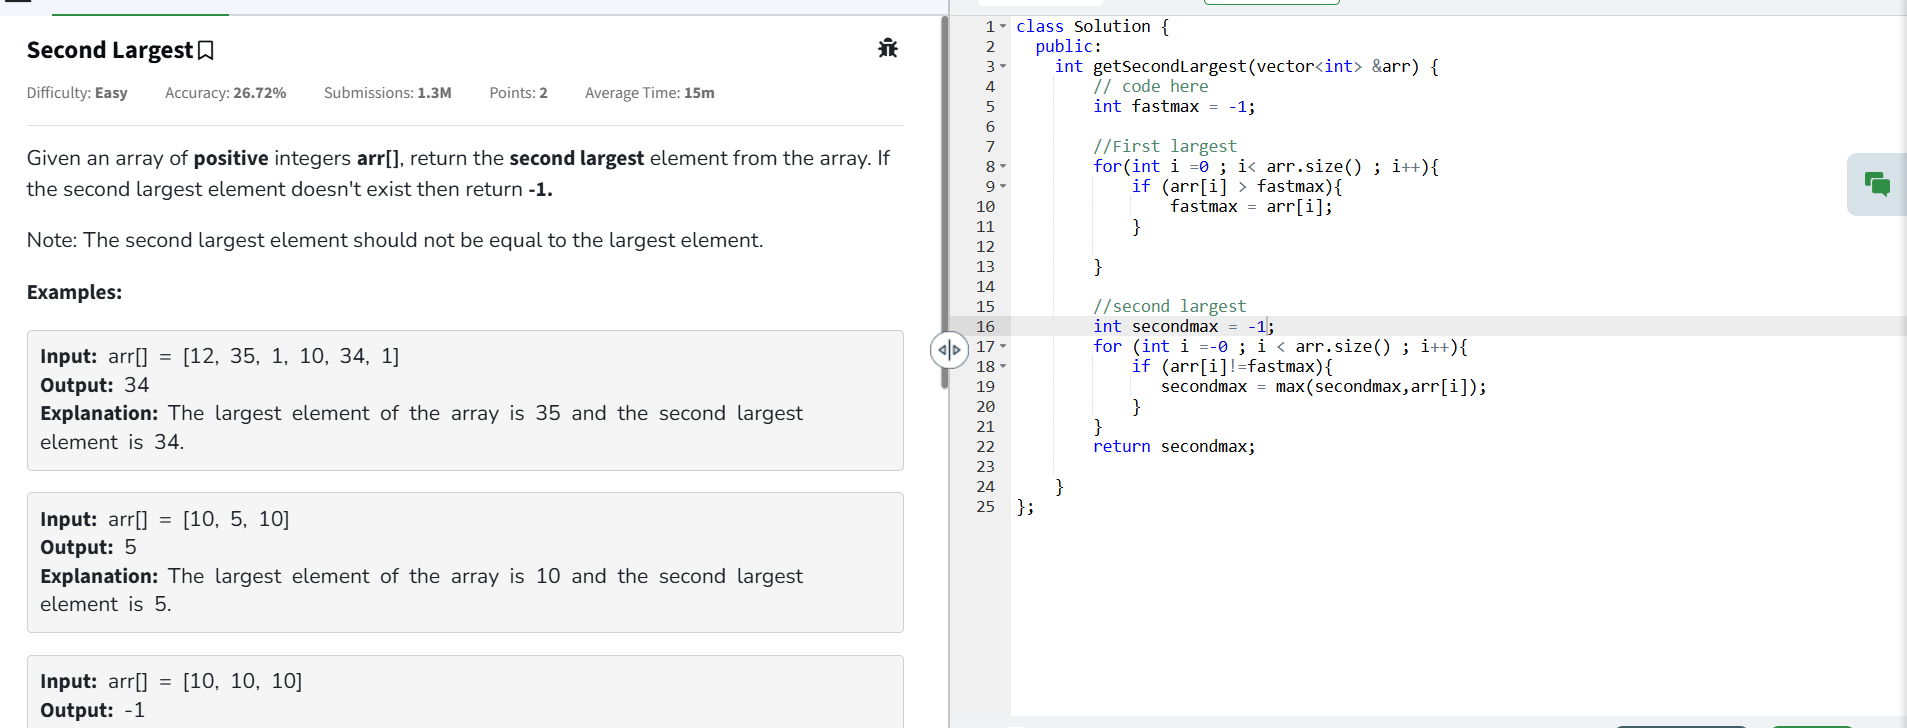 Second Largest
Difficulty: Easy Accuracy: 26.72% Submissions: 1.3M Points: 2 Average Time: 15m
Given an array of positive integers arr[], return the second largest element from the array. If
the second largest element doesn't exist then return -1.
Note: The second largest element should not be equal to the largest element.
Examples:
Input: arr[] = [12, 35, 1, 10, 34, 1]
Output: 34
Explanation: The largest element of the array is 35 and the second largest
element is 34.
Input: arr[] = [10, 5, 10]
Output: 5
Explanation: The largest element of the array is 10 and the second largest
element is 5.
Input: arr[] = [10, 10, 10]
Output: -1
1 class Solution {
2 public:
3 int getSecondLargest(vector<int> &arr) {
4 // code here
5 int fastmax = -1;
6
7 //First largest
8 for(int i =0 ; i< arr.size() ; i++){
9 if (arr[i] > fastmax){
10 fastmax = arr[i];
11 }
12
13 }
14
15 //second largest
16 int secondmax = -1;
17 for (int i =-0 ; i < arr.size() ; i++){
18 if (arr[i]!=fastmax){
19 secondmax = max(secondmax,arr[i]);
20 }
21 }
22 return secondmax;
23
24 }
25 };